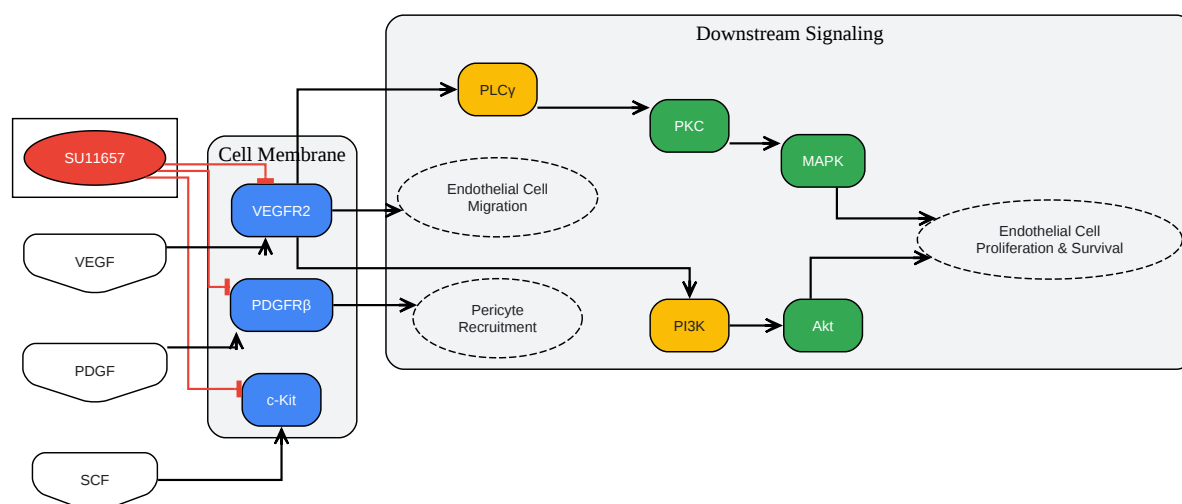 Downstream Signaling
PLCγ
PKC
MAPK
SU11657
Cell Membrane
VEGFR2
Endothelial Cell
Migration
Endothelial Cell
Proliferation & Survival
VEGF
PDGFRβ
Pericyte
Recruitment
PI3K
Akt
PDGF
c-Kit
SCF